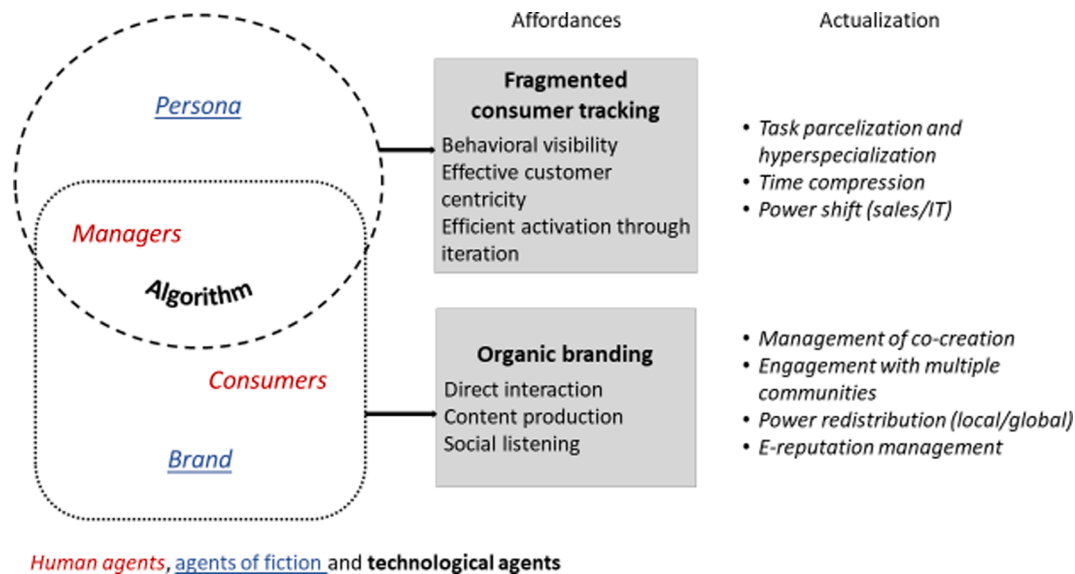 Affordances
Actualization
Persona
Managers
Algorithm
Consumers
Brand
Fragmented
consumer tracking
Behavioral visibility
Effective customer
centricity
Efficient activation through
iteration
• Task parcelization and
hyperspecialization
• Time compression
• Power shift (sales/IT)
Organic branding
Direct interaction
Content production
Social listening
• Management of co-creation
• Engagement with multiple
communities
• Power redistribution (local/global)
• E-reputation management
Human agents, agents of fiction and technological agents